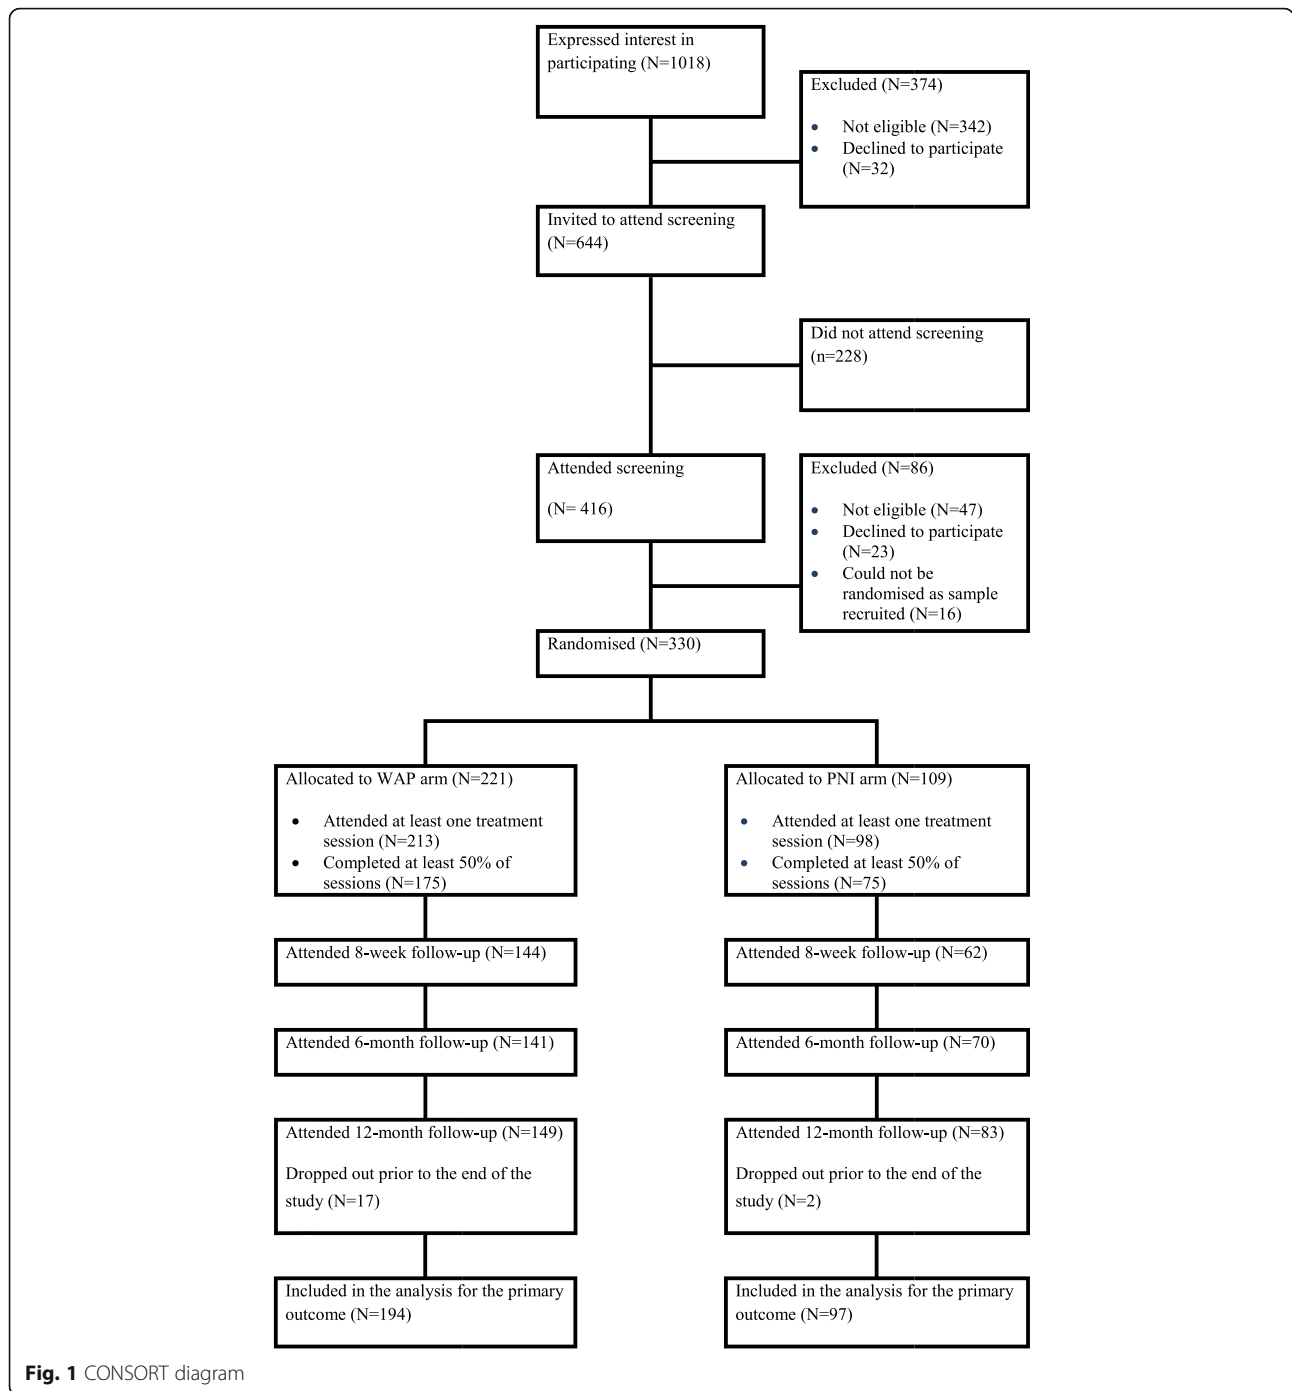 Expressed interest in
participating (N=1018)
Excluded (N=374)
• Not eligible (N=342)
• Declined to participate
(N=32)
Invited to attend screening
(N=644)
Did not attend screening
(n=228)
Attended screening
(N= 416)
Excluded (N=86)
• Not eligible (N=47)
• Declined to participate
(N=23)
• Could not be
randomised as sample
recruited (N=16)
Randomised (N=330)
Allocated to WAP arm (N=221)
• Attended at least one treatment
session (N=213)
• Completed at least 50% of
sessions (N=175)
Allocated to PNI arm (N=109)
• Attended at least one treatment
session (N=98)
• Completed at least 50% of
sessions (N=75)
Attended 8-week follow-up (N=144)
Attended 8-week follow-up (N=62)
Attended 6-month follow-up (N=141)
Attended 6-month follow-up (N=70)
Attended 12-month follow-up (N=149)
Dropped out prior to the end of the
study (N=17)
Attended 12-month follow-up (N=83)
Dropped out prior to the end of the
study (N=2)
Included in the analysis for the primary
outcome (N=194)
Included in the analysis for the primary
outcome (N=97)
Fig. 1 CONSORT diagram